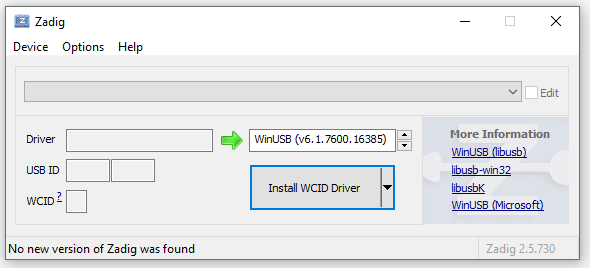 Zadig
Device Options Help
Edit
Driver
WinUSB (v6.1.7600.16385)
More Information
WinUSB (libusb)
USB ID
libusb-win32
Install WCID Driver
libusbK
WCID ?
WinUSB (Microsoft)
No new version of Zadig was found
Zadig 2.5.730